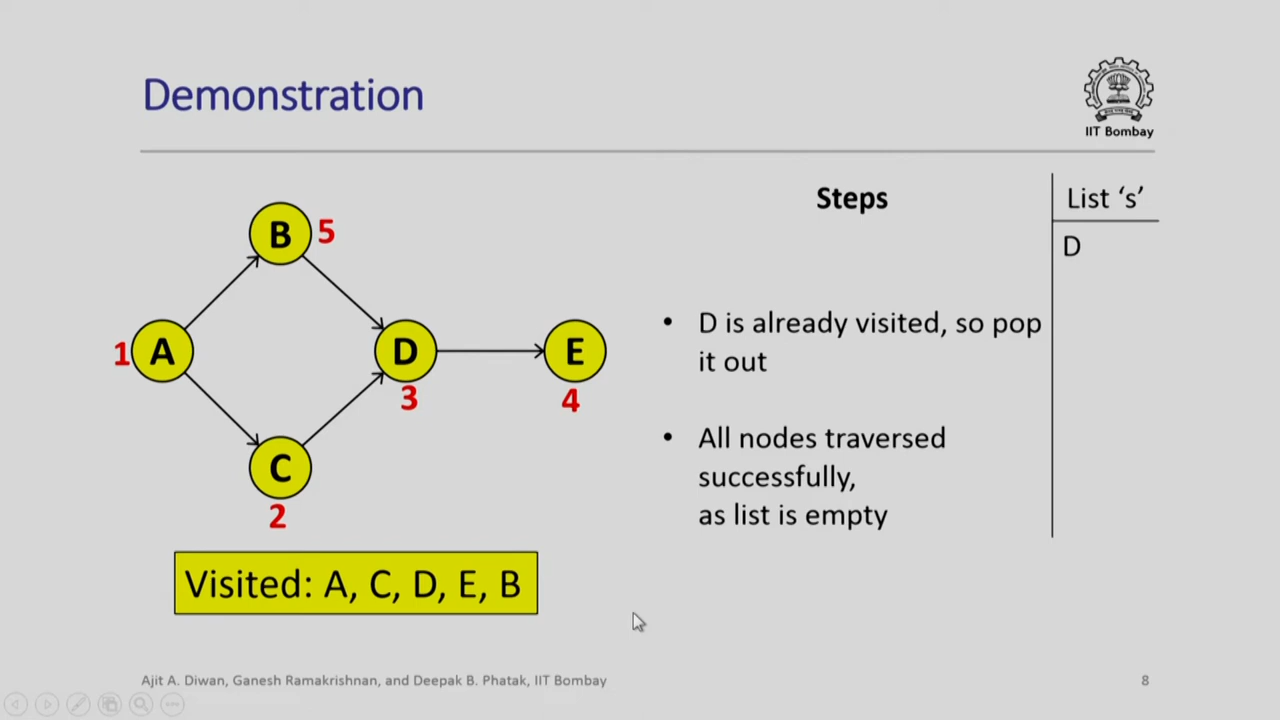 Demonstration
IIT Bombay
B 5
1 A
D
3
E
4
C
2
Visited: A, C, D, E, B
Steps
• D is already visited, so pop
it out
• All nodes traversed
successfully,
as list is empty
List ‘s’
D
Ajit A. Diwan, Ganesh Ramakrishnan, and Deepak B. Phatak, IIT Bombay
8